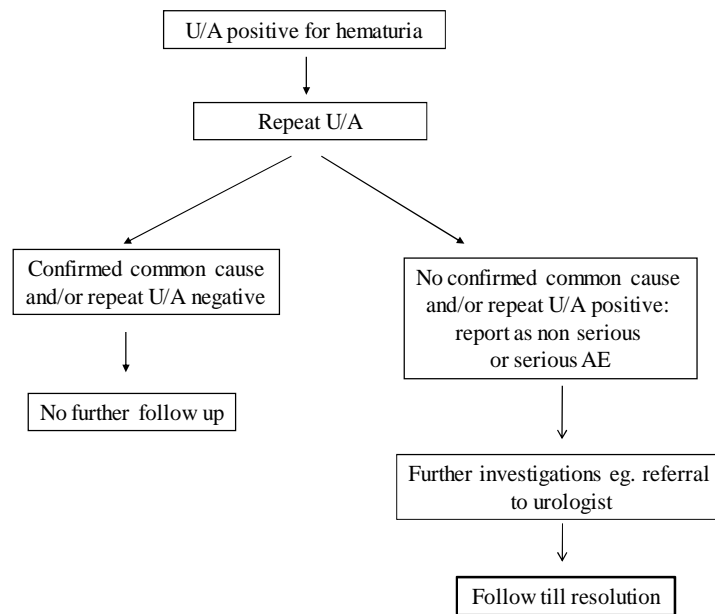 U/A positive for hematuria
Repeat U/A
Confirmed common cause
and/or repeat U/A negative
No further follow up
No confirmed common cause
and/or repeat U/A positive:
report as non serious
or serious AE
Further investigations eg. referral
to urologist
Follow till resolution